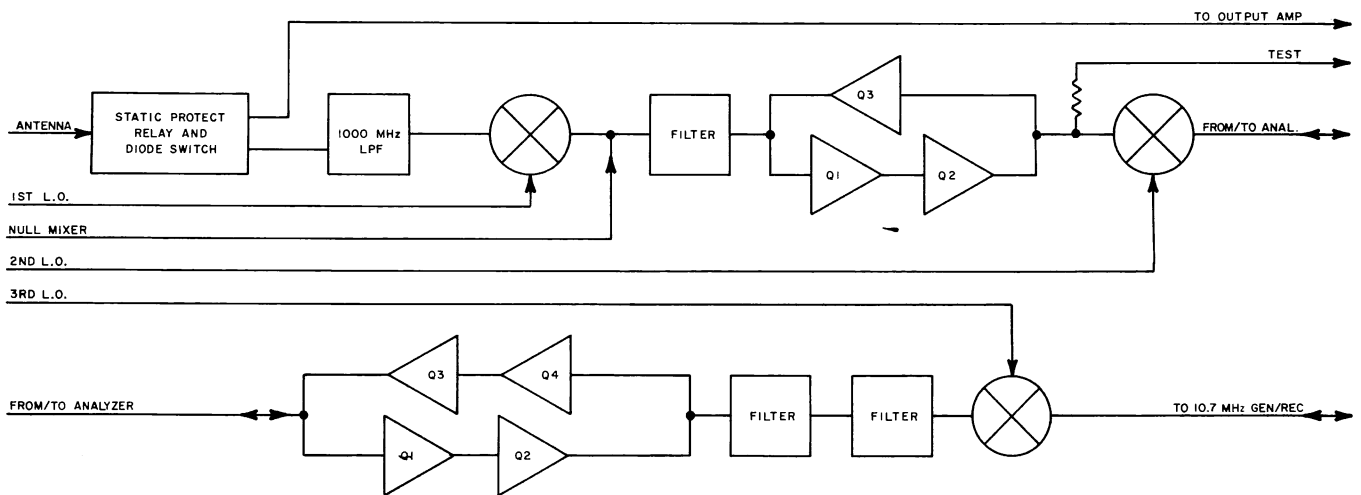 TO OUTPUT AMP
TEST
Q3
ANTENNA
STATIC PROTECT
RELAY AND
DIODE SWITCH
1000 MHz
LPF
FILTER
FROM/TO ANAL.
Q1
Q2
1ST L.O.
NULL MIXER
2ND L.O.
3RD L.O.
Q3
Q4
FROM/TO ANALYZER
FILTER
FILTER
TO 10.7 MHz GEN/REC
Q1
Q2